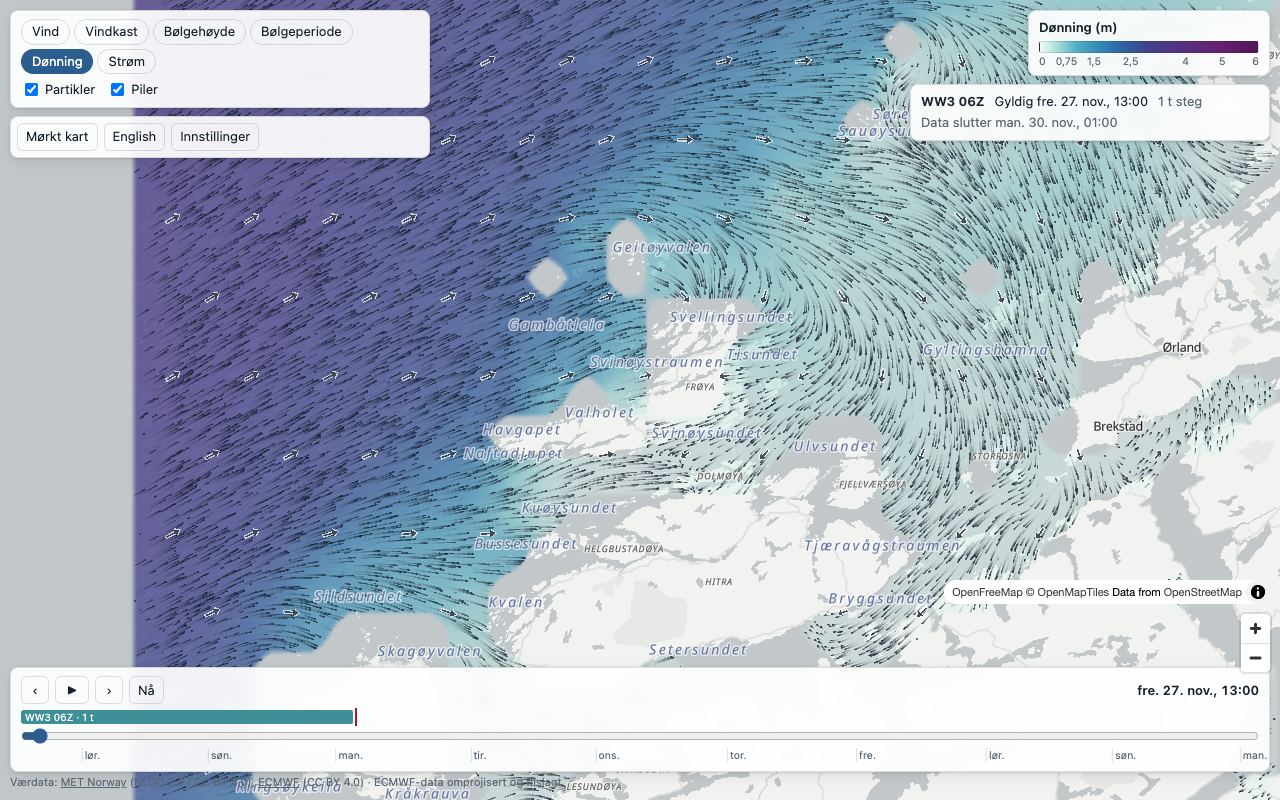 Vind Vindkast Bølgehøyde Bølgeperiode
Dønning Strøm
Partikler Piler
Mørkt kart English Innstillinger
Dønning (m)
0 0,75 1,5 2,5 4 5 6
WW3 06Z Gyldig fre. 27. nov., 13:00 1 t steg
Data slutter man. 30. nov., 01:00
Geitøyvalen
Gambåtleia
Svellingsundet
Svinøystraumen
Tisundet
Gyltingshamna
Ørland
FRØYA
Valholet
Havgapet
Svinøysundet
Brekstad
Naftadjupet
Ulvsundet
STORFOSNA
DOLMØYA
FJELLVÆRSØYA
Kuøysundet
Bussesundet
HELGBUSTADØYA
Tjæravågstraumen
HITRA
OpenFreeMap © OpenMapTiles Data from OpenStreetMap
Sildsundet
Kvalen
Bryggsundet
Skagøyvalen
Setersundet
Nå
fre. 27. nov., 13:00
WW3 06Z · 1 t
lør. søn. man. tir. ons. tor. fre. lør. søn. man.
Værdata: MET Norway
ECMWF (CC BY 4.0) · ECMWF-data omprojisert og utsnitt
Kråkrauva